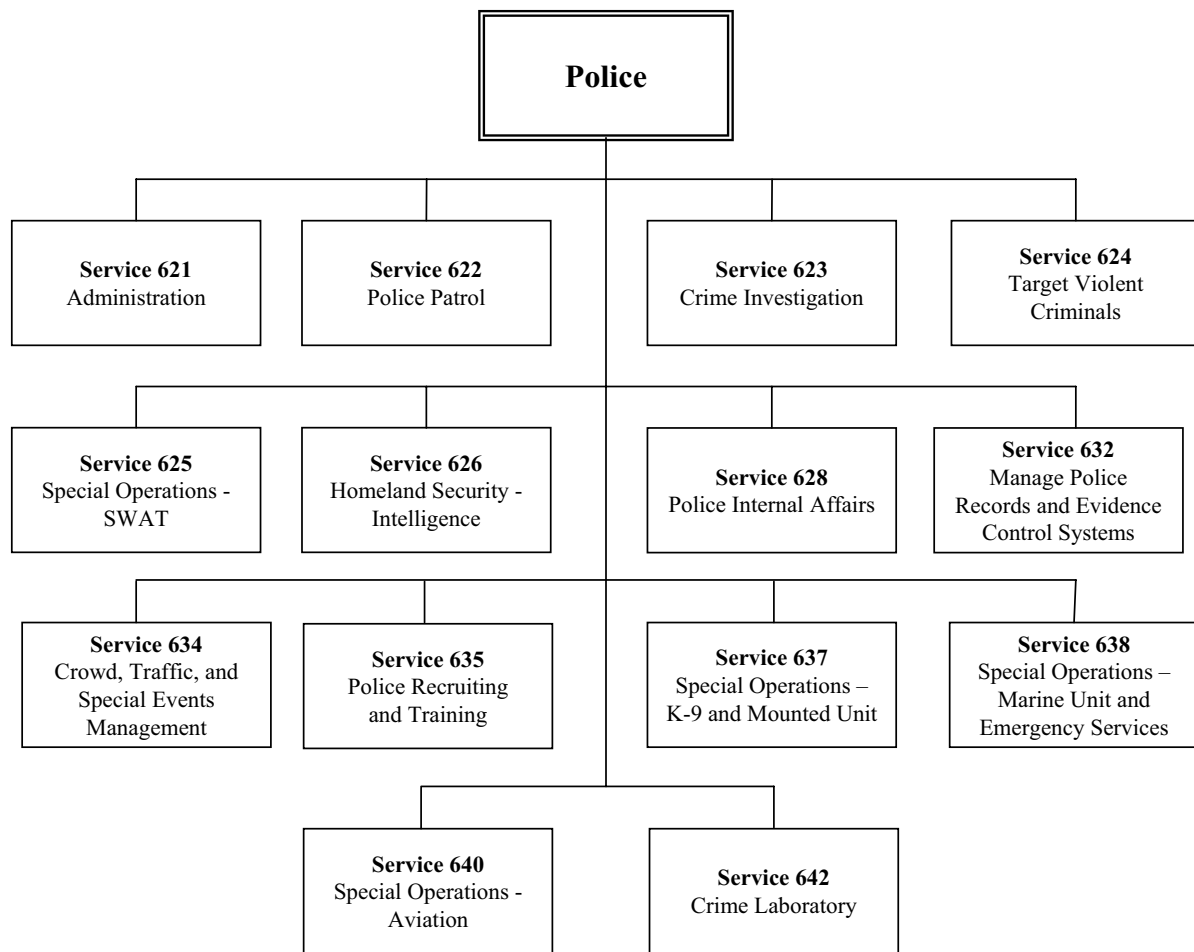 Police
Service 621
Administration
Service 622
Police Patrol
Service 623
Crime Investigation
Service 624
Target Violent
Criminals
Service 625
Special Operations -
SWAT
Service 626
Homeland Security -
Intelligence
Service 628
Police Internal Affairs
Service 632
Manage Police
Records and Evidence
Control Systems
Service 634
Crowd, Traffic, and
Special Events
Management
Service 635
Police Recruiting
and Training
Service 637
Special Operations –
K-9 and Mounted Unit
Service 638
Special Operations –
Marine Unit and
Emergency Services
Service 640
Special Operations -
Aviation
Service 642
Crime Laboratory